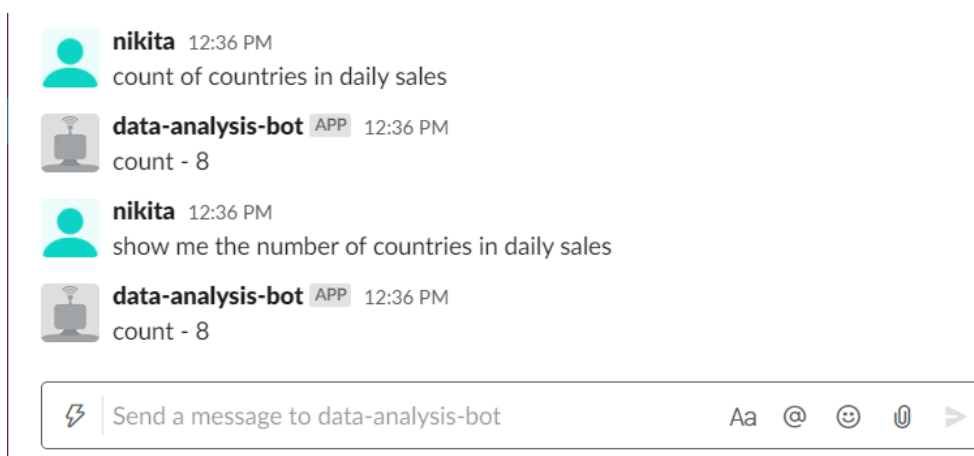 nikita 12:36 PM
count of countries in daily sales
data-analysis-bot APP 12:36 PM
count - 8
nikita 12:36 PM
show me the number of countries in daily sales
data-analysis-bot APP 12:36 PM
count - 8
Send a message to data-analysis-bot Aa @